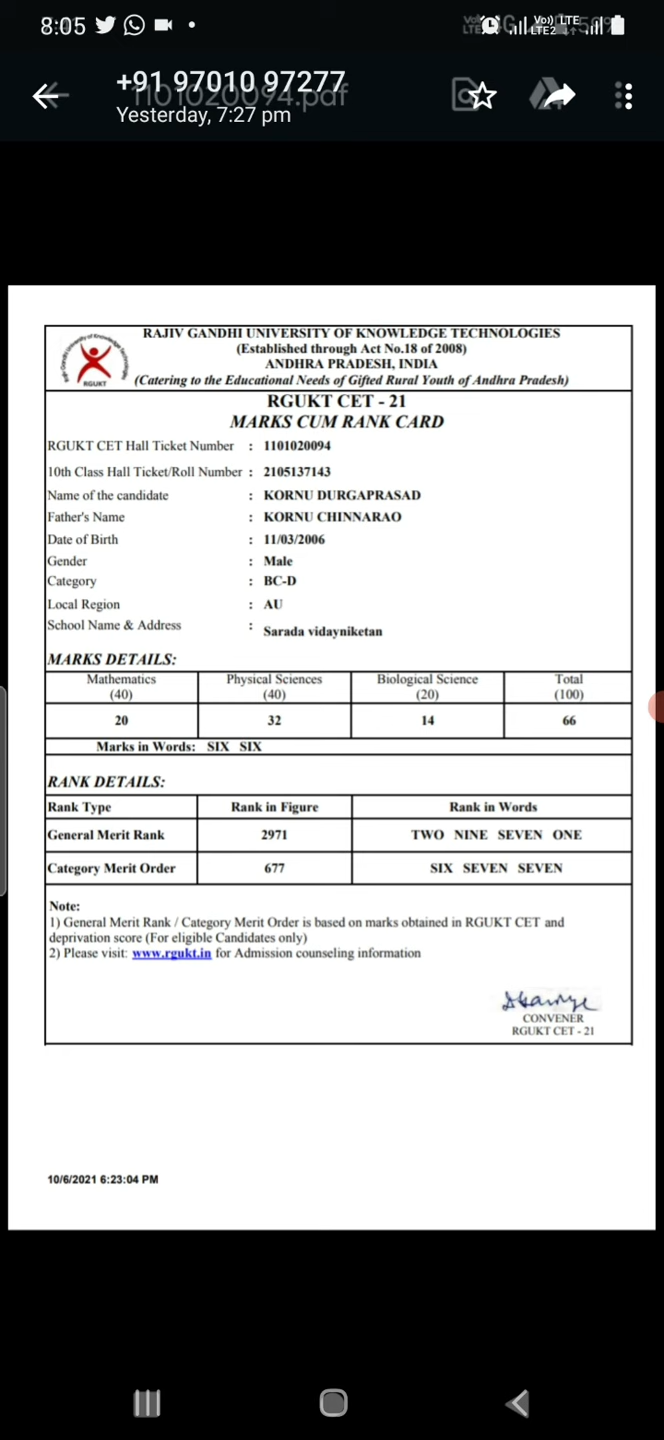 8:05
+91 97010 97277
1101020094.pdf
Yesterday, 7:27 pm
RAJIV GANDHI UNIVERSITY OF KNOWLEDGE TECHNOLOGIES
(Established through Act No.18 of 2008)
ANDHRA PRADESH, INDIA
(Catering to the Educational Needs of Gifted Rural Youth of Andhra Pradesh)
RGUKT
RGUKT CET - 21
MARKS CUM RANK CARD
RGUKT CET Hall Ticket Number : 1101020094
10th Class Hall Ticket/Roll Number : 2105137143
Name of the candidate : KORNU DURGAPRASAD
Father's Name : KORNU CHINNARAO
Date of Birth : 11/03/2006
Gender : Male
Category : BC-D
Local Region : AU
School Name & Address : Sarada vidayniketan
MARKS DETAILS:
Mathematics (40) Physical Sciences (40) Biological Science (20) Total (100)
20 32 14 66
Marks in Words: SIX SIX
RANK DETAILS:
Rank Type Rank in Figure Rank in Words
General Merit Rank 2971 TWO NINE SEVEN ONE
Category Merit Order 677 SIX SEVEN SEVEN
Note:
1) General Merit Rank / Category Merit Order is based on marks obtained in RGUKT CET and
deprivation score (For eligible Candidates only)
2) Please visit: www.rgukt.in for Admission counseling information
CONVENER
RGUKT CET - 21
10/6/2021 6:23:04 PM